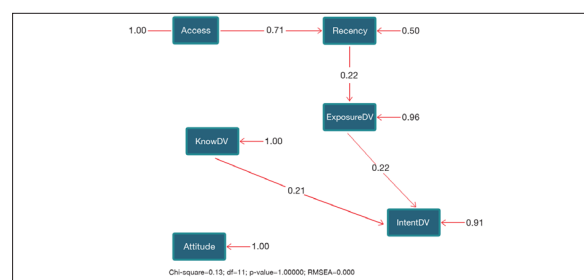 1.00 Access 0.71 Recency 0.50
0.22
ExposureDV 0.96
KnowDV 1.00
0.22
0.21
IntentDV 0.91
Attitude 1.00
Chi-square=0.13; df=11; p-value=1.00000; RMSEA=0.000